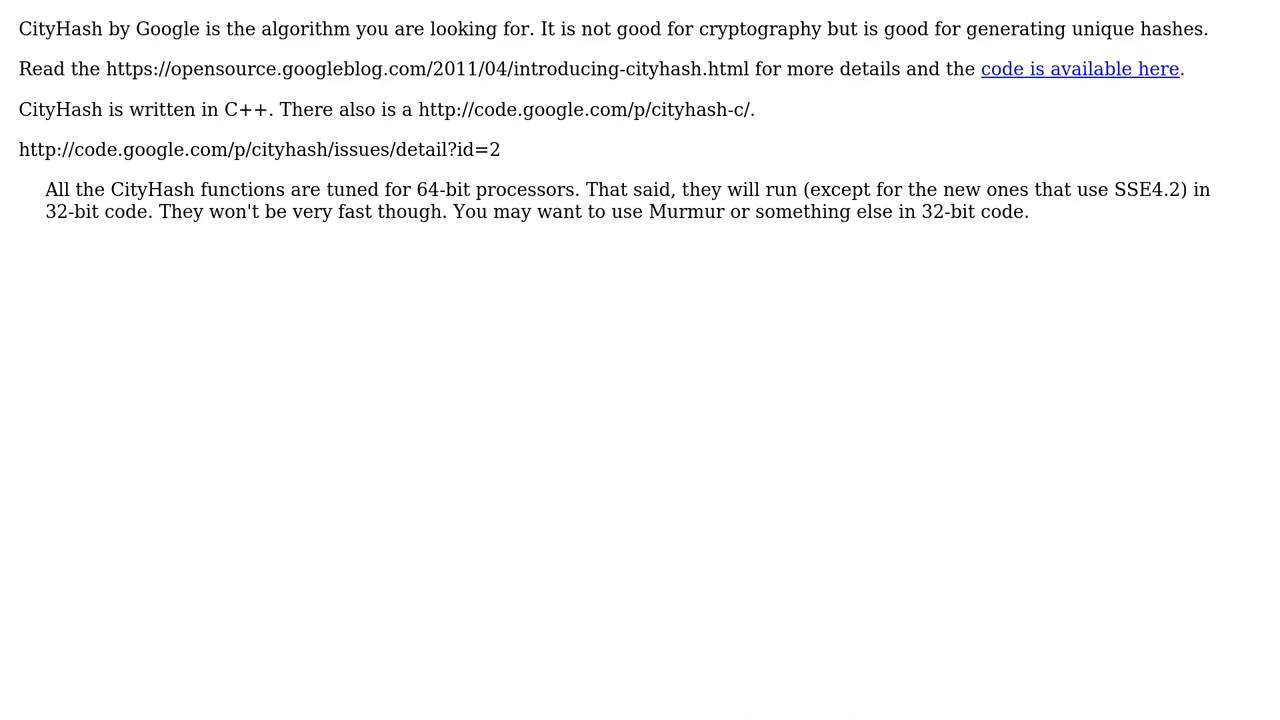 CityHash by Google is the algorithm you are looking for. It is not good for cryptography but is good for generating unique hashes.
Read the https://opensource.googleblog.com/2011/04/introducing-cityhash.html for more details and the code is available here.
CityHash is written in C++. There also is a http://code.google.com/p/cityhash-c/.
http://code.google.com/p/cityhash/issues/detail?id=2
All the CityHash functions are tuned for 64-bit processors. That said, they will run (except for the new ones that use SSE4.2) in
32-bit code. They won't be very fast though. You may want to use Murmur or something else in 32-bit code.